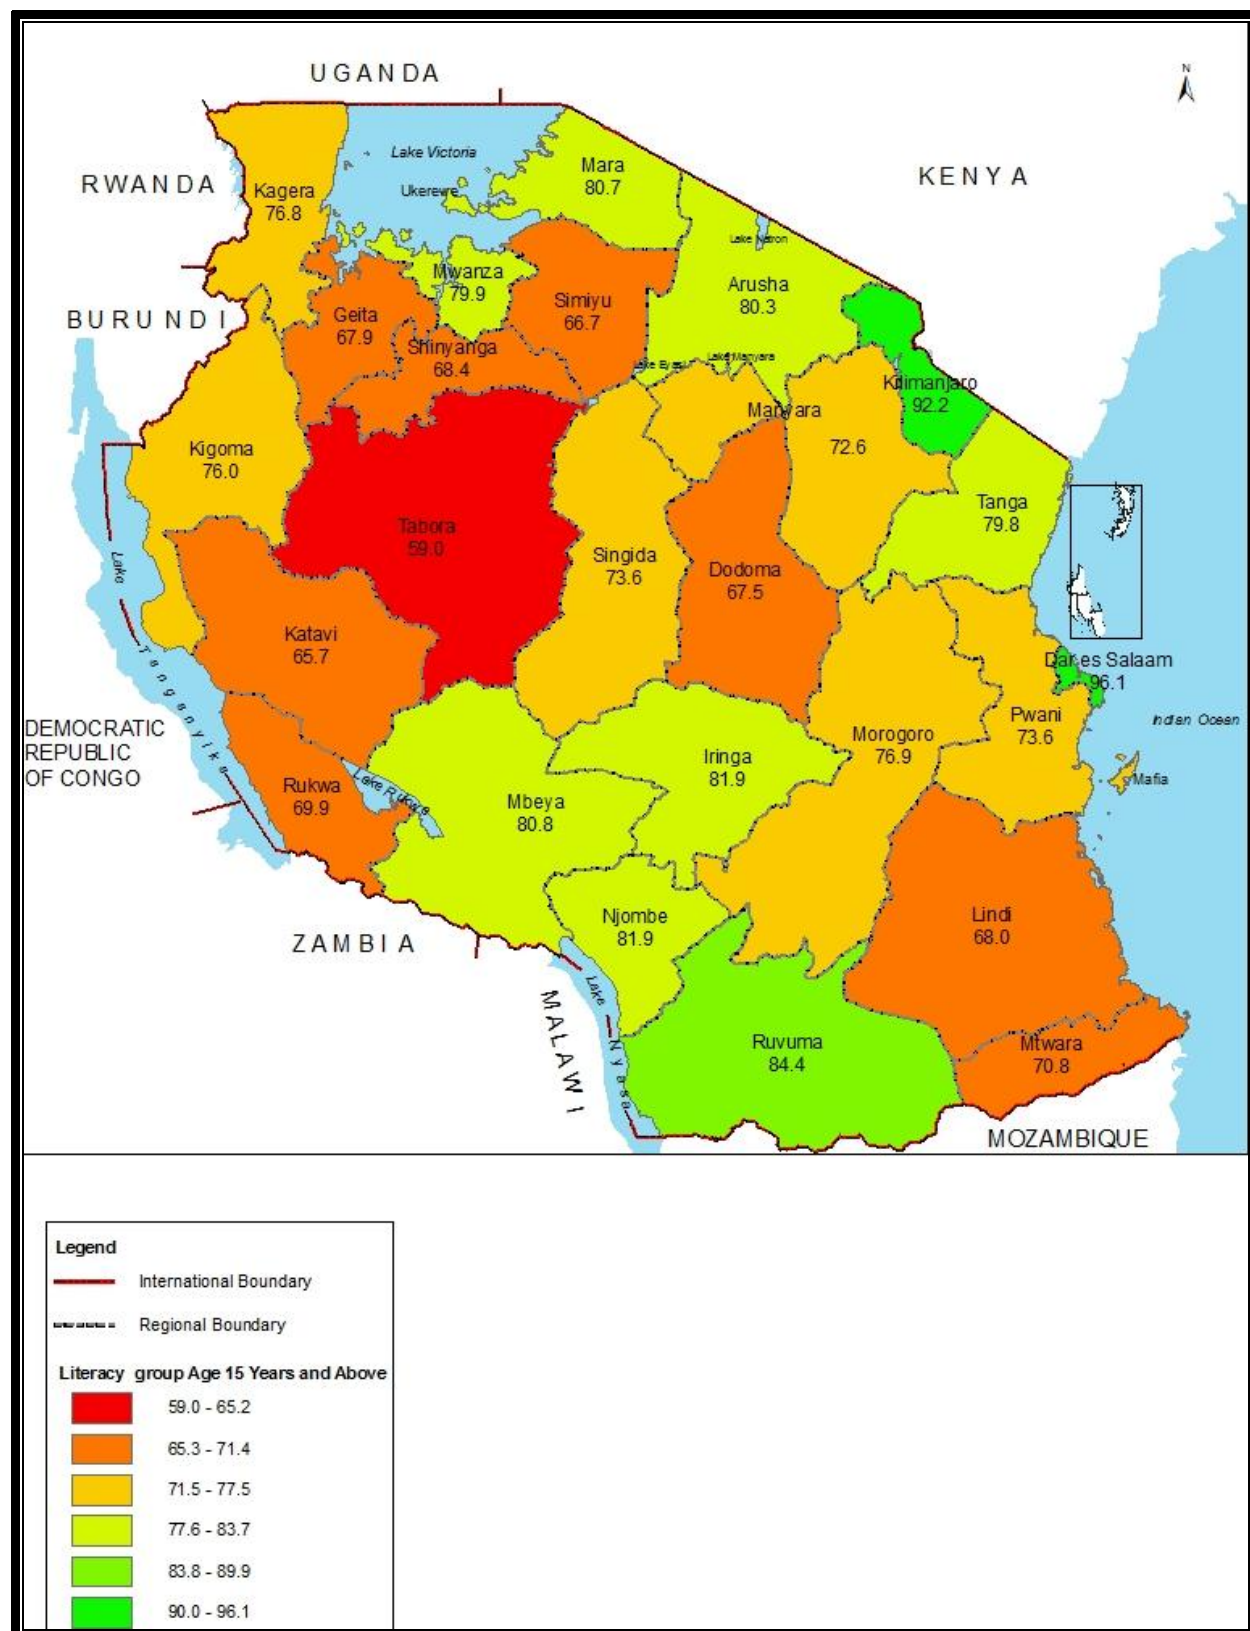 UGANDA
N
Lake Victoria
Mara
80.7
KENYA
RWANDA
Kagera
76.8
Ukerewe
Lake Natron
Mwanza
79.9
Arusha
80.3
BURUNDI
Geita
67.9
Simiyu
66.7
Shinyanga
68.4
Lake Eyasi
Lake Manyara
Kilimanjaro
92.2
Manyara
72.6
Kigoma
76.0
Tanga
79.8
Tabora
59.0
Singida
73.6
Dodoma
67.5
Lake Tanganyika
Katavi
65.7
Dar es Salaam
96.1
DEMOCRATIC
REPUBLIC
OF CONGO
Pwani
73.6
Indian Ocean
Morogoro
76.9
Iringa
81.9
Mafia
Rukwa
69.9
Lake Rukwa
Mbeya
80.8
Njombe
81.9
Lindi
68.0
ZAMBIA
Lake Nyasa
MALAWI
Ruvuma
84.4
Mtwara
70.8
MOZAMBIQUE
Legend
International Boundary
Regional Boundary
Literacy group Age 15 Years and Above
59.0 - 65.2
65.3 - 71.4
71.5 - 77.5
77.6 - 83.7
83.8 - 89.9
90.0 - 96.1